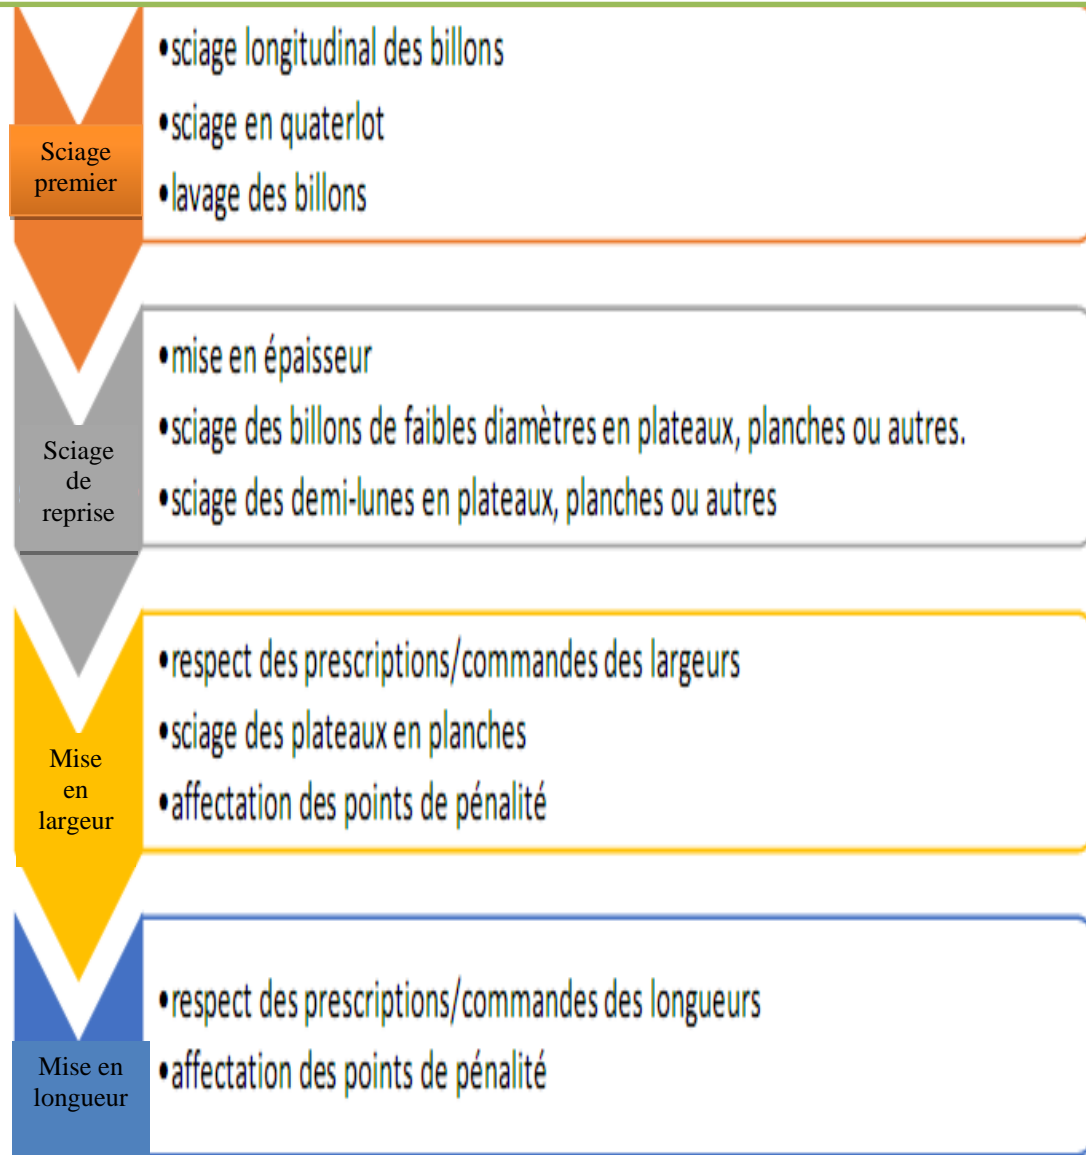 Sciage
premier
•sciage longitudinal des billons
•sciage en quaterlot
•lavage des billons
Sciage
de
reprise
•mise en épaisseur
•sciage des billons de faibles diamètres en plateaux, planches ou autres.
•sciage des demi-lunes en plateaux, planches ou autres
Mise
en
largeur
•respect des prescriptions/commandes des largeurs
•sciage des plateaux en planches
•affectation des points de pénalité
Mise en
longueur
•respect des prescriptions/commandes des longueurs
•affectation des points de pénalité